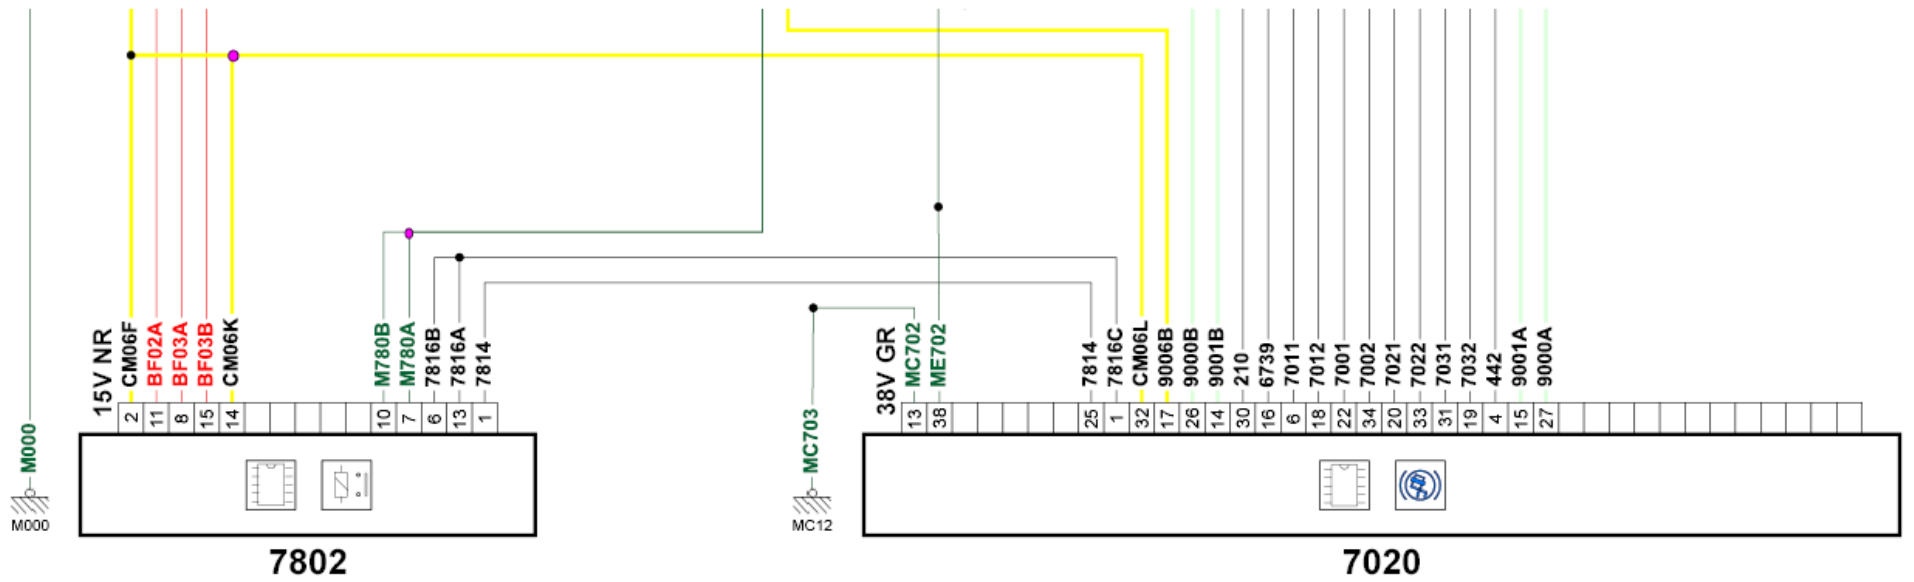 15V NR
CM06F
BF02A
BF03A
BF03B
CM06K
M780B
M780A
7816B
7816A
7814
2
11
8
15
14
10
7
6
13
1
M000
M000
7802
38V GR
MC702
ME702
7814
7816C
CM06L
9006B
9000B
9001B
210
6739
7011
7012
7001
7002
7021
7022
7031
7032
442
9001A
9000A
13
38
25
1
32
17
26
14
30
16
6
18
22
34
20
33
31
19
4
15
27
MC703
MC12
7020